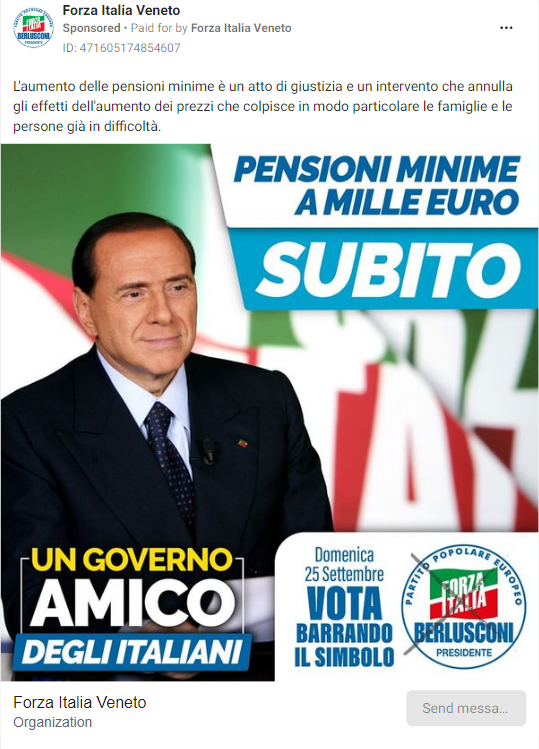 Forza Italia Veneto
Sponsored • Paid for by Forza Italia Veneto
ID: 471605174854607
L'aumento delle pensioni minime è un atto di giustizia e un intervento che annulla
gli effetti dell'aumento dei prezzi che colpisce in modo particolare le famiglie e le
persone già in difficoltà.
PENSIONI MINIME
A MILLE EURO
SUBITO
UN GOVERNO
AMICO
DEGLI ITALIANI
Domenica
25 Settembre
VOTA
BARRANDO
IL SIMBOLO
PARTITO POPOLARE EUROPEO
FORZA
ITALIA
BERLUSCONI
PRESIDENTE
Forza Italia Veneto
Organization
Send messa...